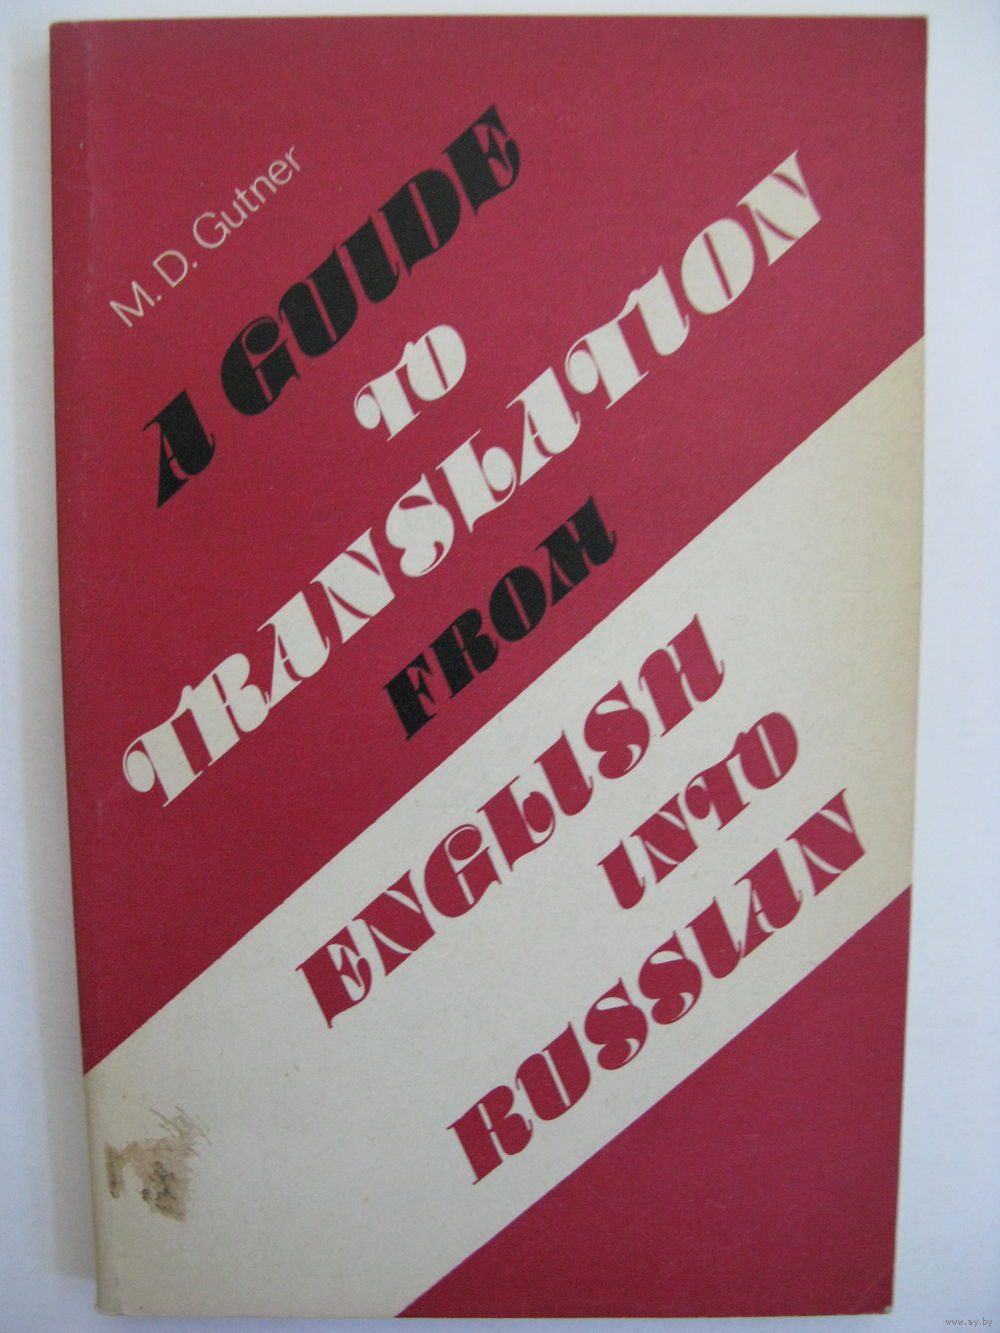 M. D. Gutner
A GUIDE
TO
TRANSLATION
FROM
ENGLISH
INTO
RUSSIAN
www.ay.by